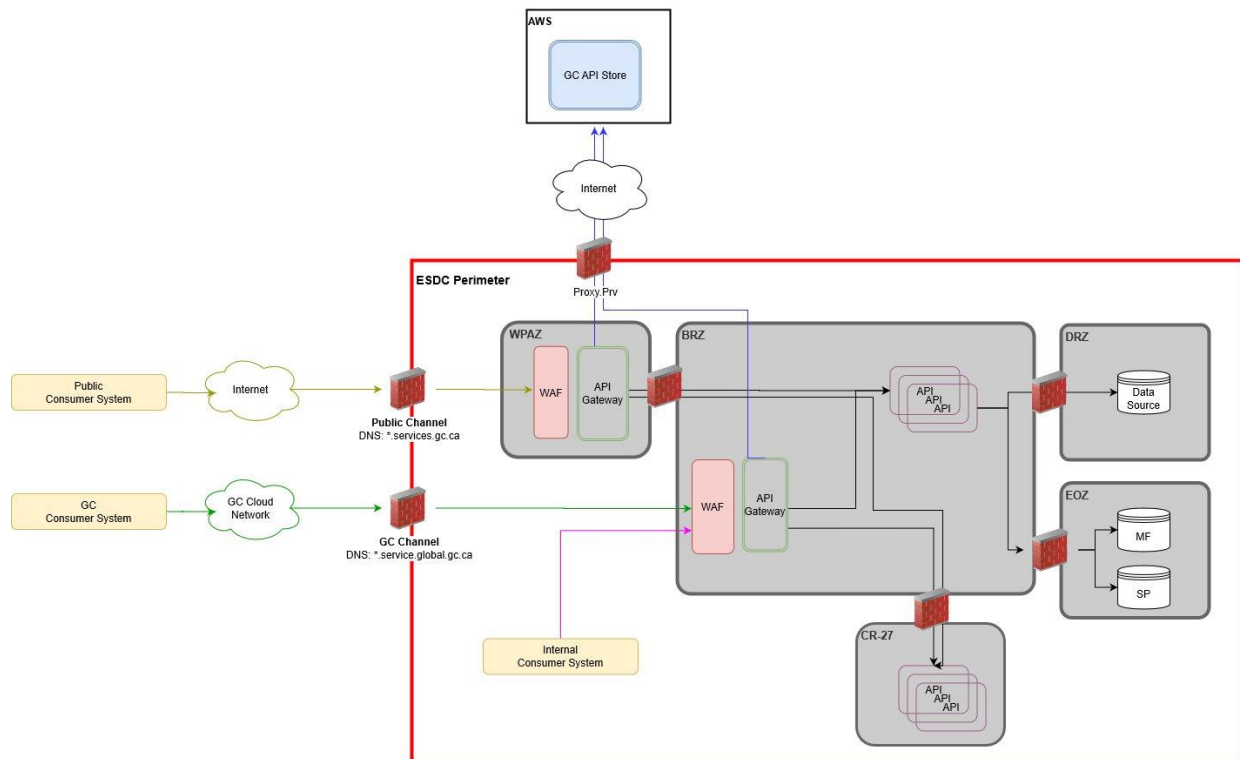 AWS
GC API Store
Internet
ESDC Perimeter
Proxy.Prv
WPAZ
WAF
API
Gateway
BRZ
API
API
API
DRZ
Data
Source
Public
Consumer System
Internet
Public Channel
DNS: *.services.gc.ca
GC
Consumer System
GC Cloud
Network
GC Channel
DNS: *.service.global.gc.ca
WAF
API
Gateway
EOZ
MF
SP
Internal
Consumer System
CR-27
API
API
API